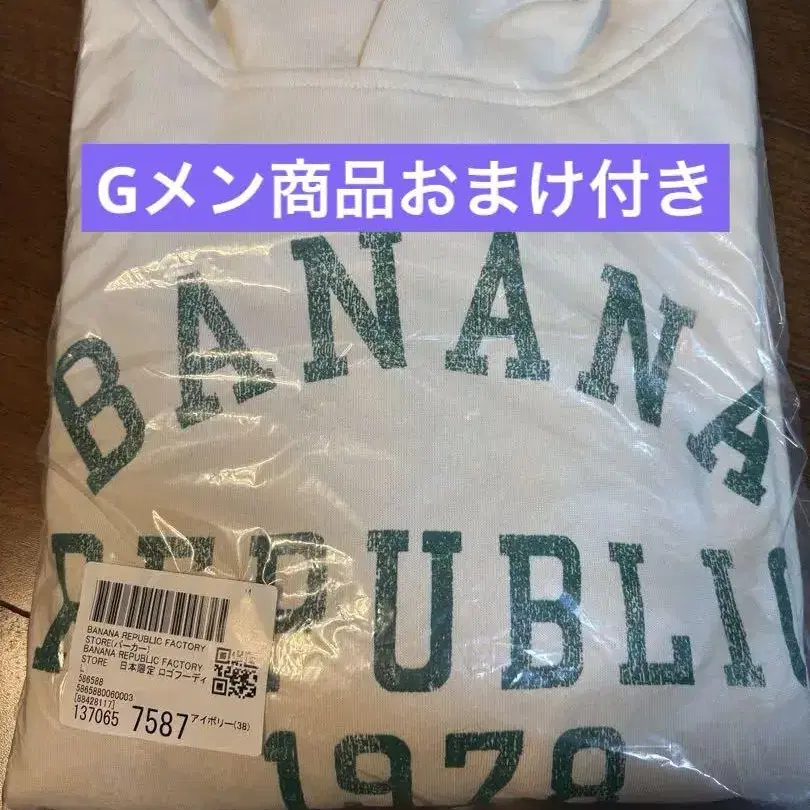 Gメン商品おまけ付き
BANANA
REPUBLIC
1978
BANANA REPUBLIC FACTORY
STORE(パーカー)
BANANA REPUBLIC FACTORY
STORE 日本限定 ロゴフーディ
L
586588
5865880060003
[88428117]
137065 7587 アイボリー(38)